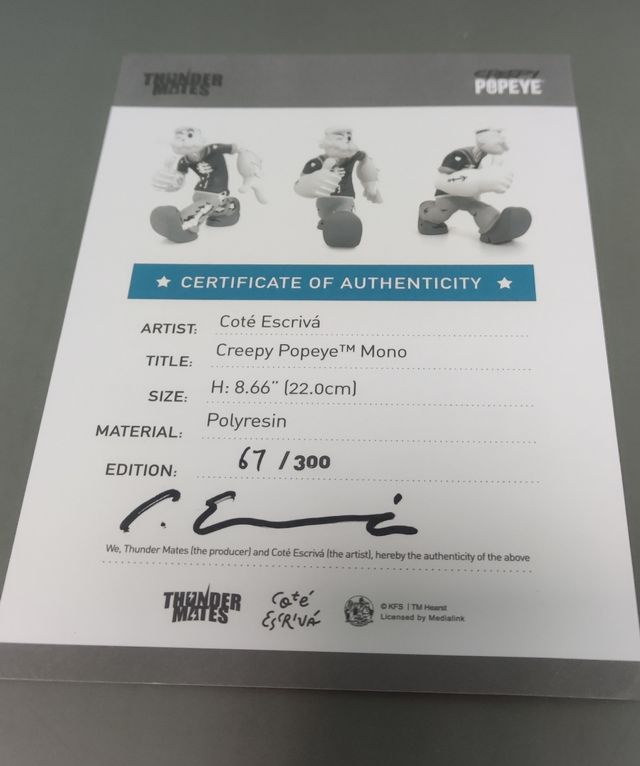 THUNDER MATES
CREEPY POPEYE
★ CERTIFICATE OF AUTHENTICITY ★
ARTIST: Coté Escrivá
TITLE: Creepy Popeye™ Mono
SIZE: H: 8.66" (22.0cm)
MATERIAL: Polyresin
EDITION: 67 / 300
C. Escrivá
We, Thunder Mates (the producer) and Coté Escrivá (the artist), hereby the authenticity of the above
THUNDER MATES
Coté ESCRIVÁ
© KFS | TM Hearst
Licensed by Medialink